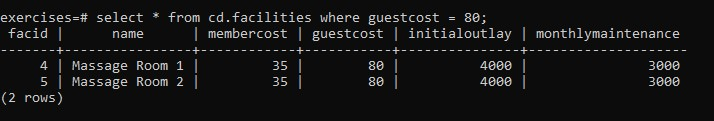 exercises=# select * from cd.facilities where guestcost = 80;
 facid |      name      | membercost | guestcost | initialoutlay | monthlymaintenance
-------+----------------+------------+-----------+---------------+--------------------
     4 | Massage Room 1 |         35 |        80 |          4000 |               3000
     5 | Massage Room 2 |         35 |        80 |          4000 |               3000
(2 rows)